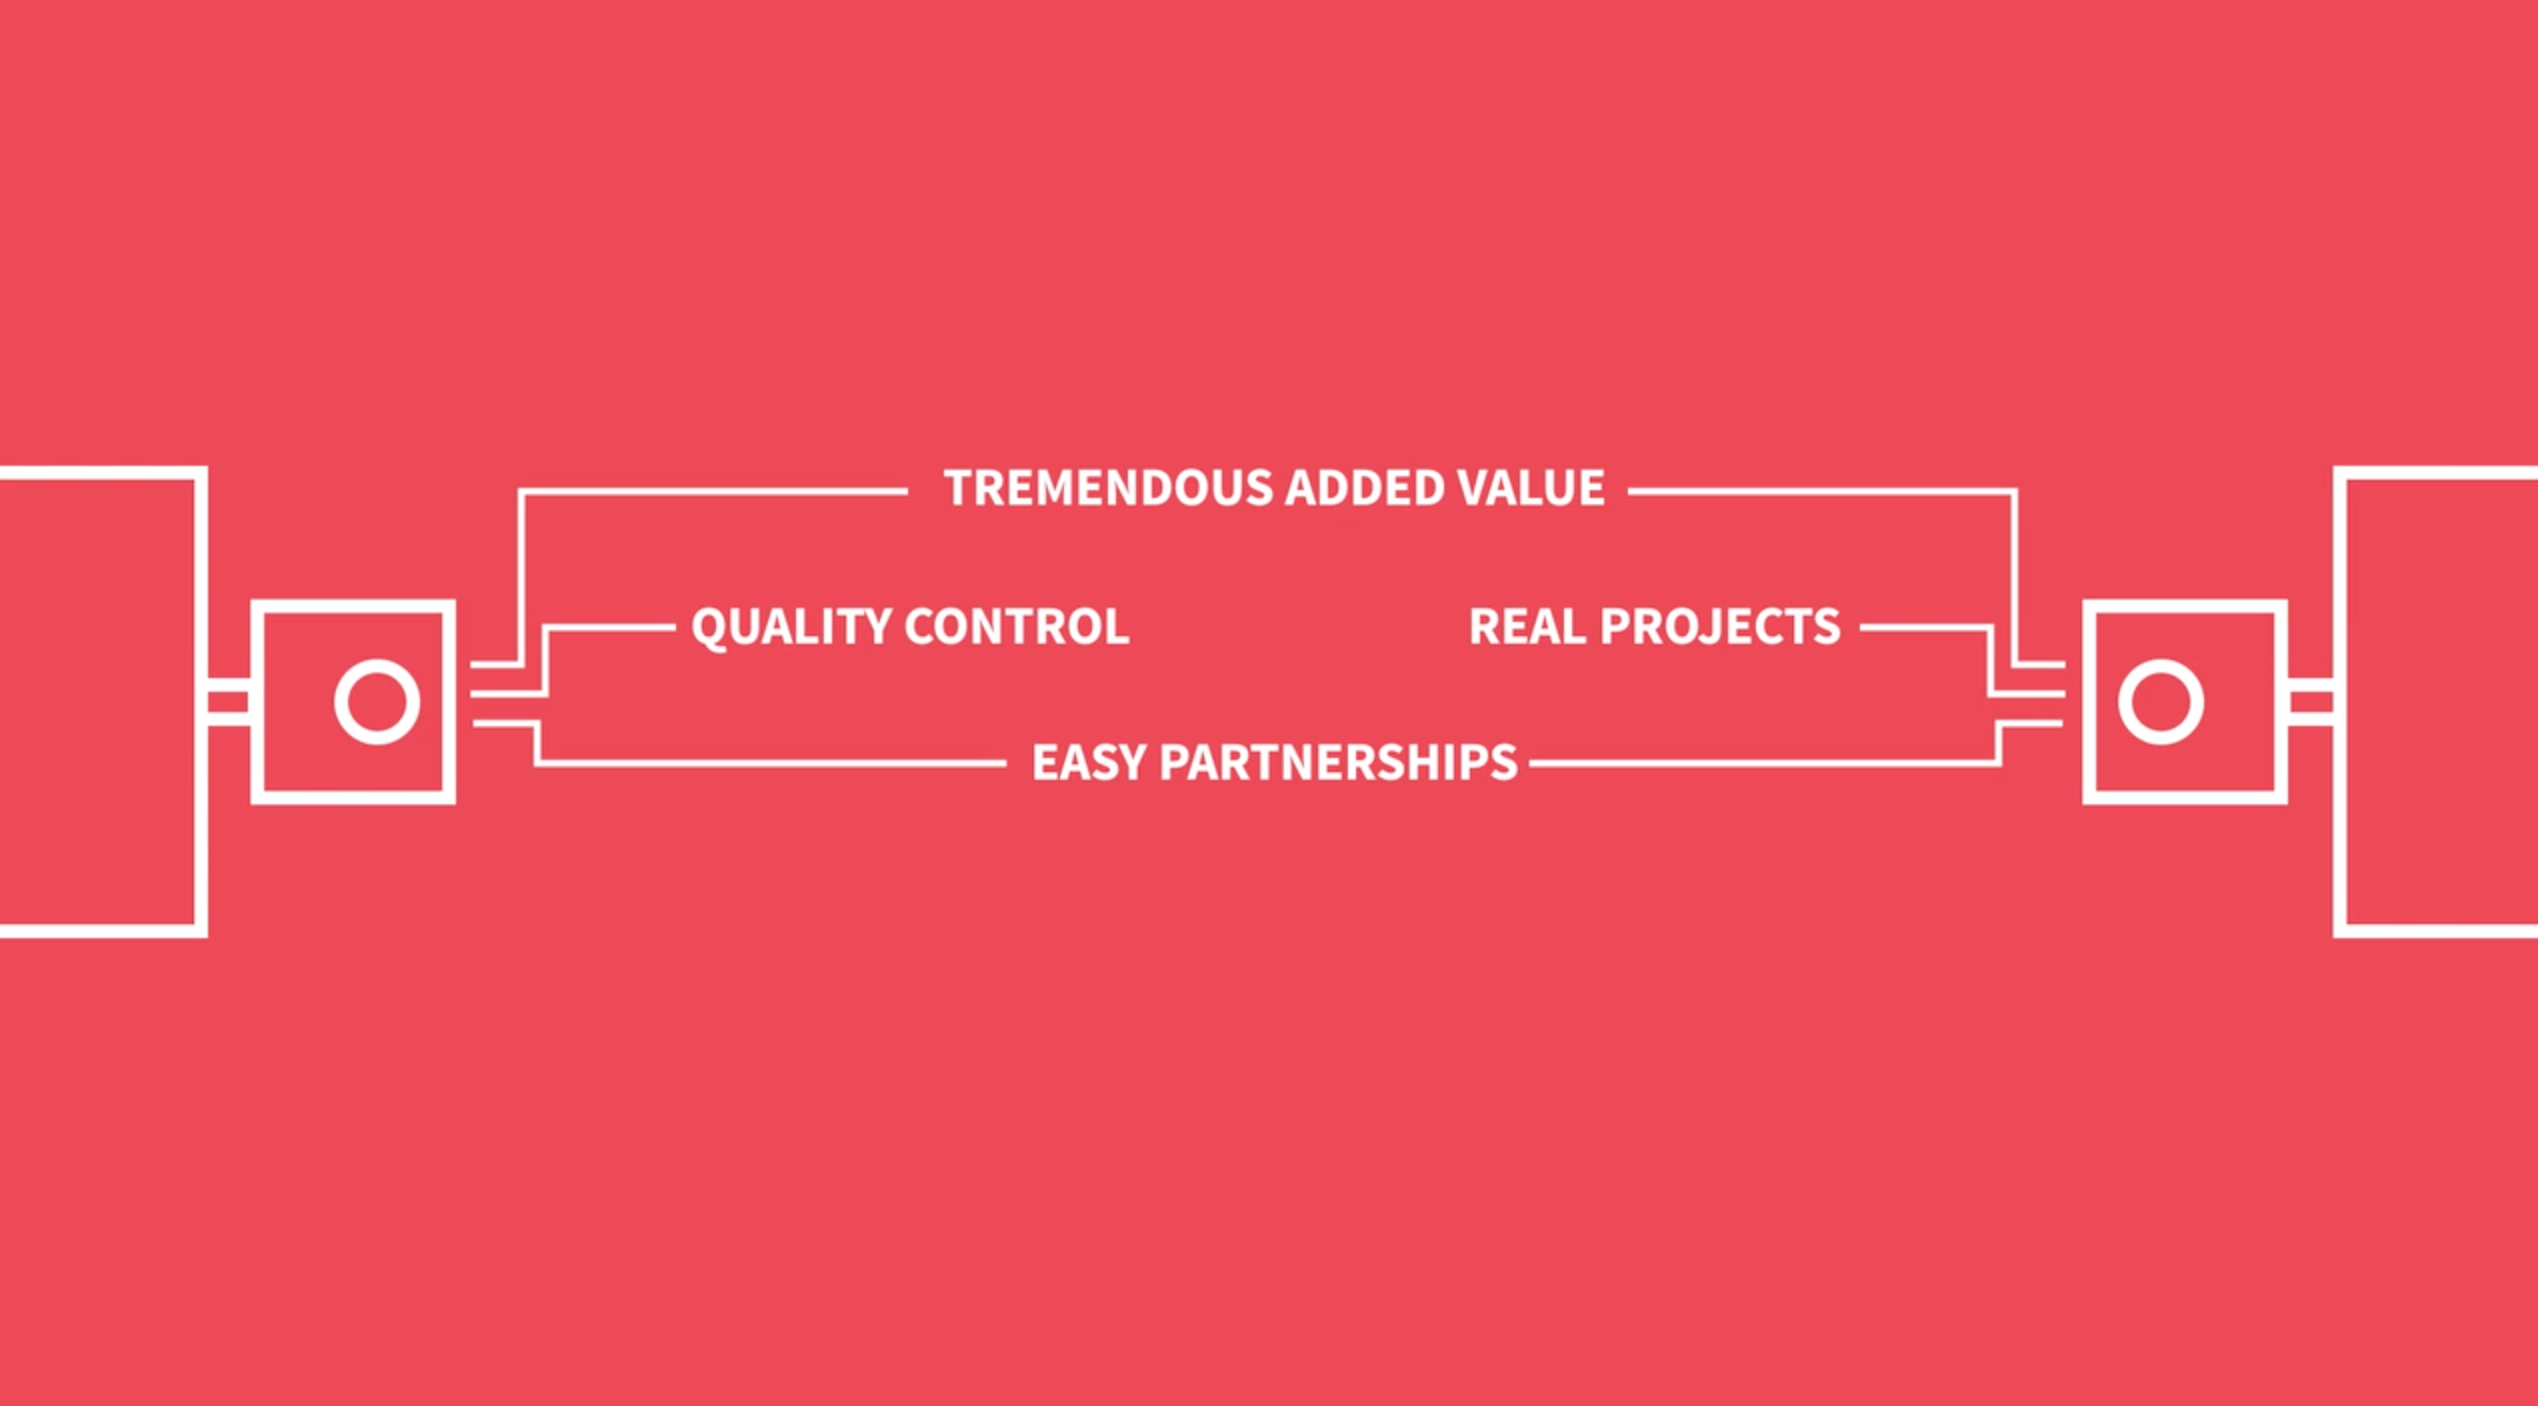 TREMENDOUS ADDED VALUE
QUALITY CONTROL
REAL PROJECTS
EASY PARTNERSHIPS